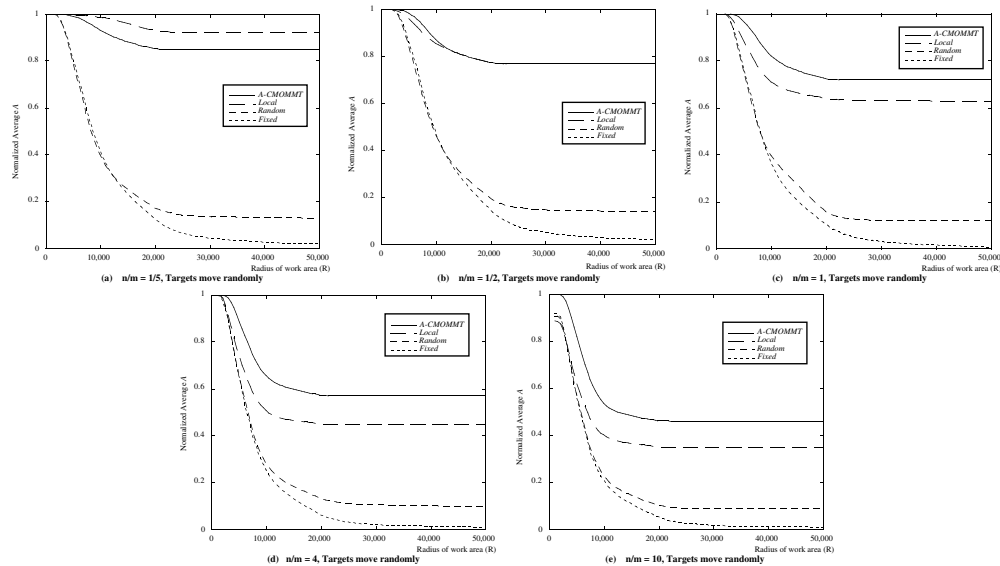 1
0.8
0.6
0.4
0.2
0
Normalized Average A
A-CMOMMT
Local
Random
Fixed
0 10,000 20,000 30,000 40,000 50,000
Radius of work area (R)
(a) n/m = 1/5, Targets move randomly
1
0.8
0.6
0.4
0.2
0
Normalized Average A
A-CMOMMT
Local
Random
Fixed
0 10,000 20,000 30,000 40,000 50,000
Radius of work area (R)
(b) n/m = 1/2, Targets move randomly
1
0.8
0.6
0.4
0.2
0
Normalized Average A
A-CMOMMT
Local
Random
Fixed
0 10,000 20,000 30,000 40,000 50,000
Radius of work area (R)
(c) n/m = 1, Targets move randomly
1
0.8
0.6
0.4
0.2
0
Normalized Average A
A-CMOMMT
Local
Random
Fixed
0 10,000 20,000 30,000 40,000 50,000
Radius of work area (R)
(d) n/m = 4, Targets move randomly
1
0.8
0.6
0.4
0.2
0
Normalized Average A
A-CMOMMT
Local
Random
Fixed
0 10,000 20,000 30,000 40,000 50,000
Radius of work area (R)
(e) n/m = 10, Targets move randomly